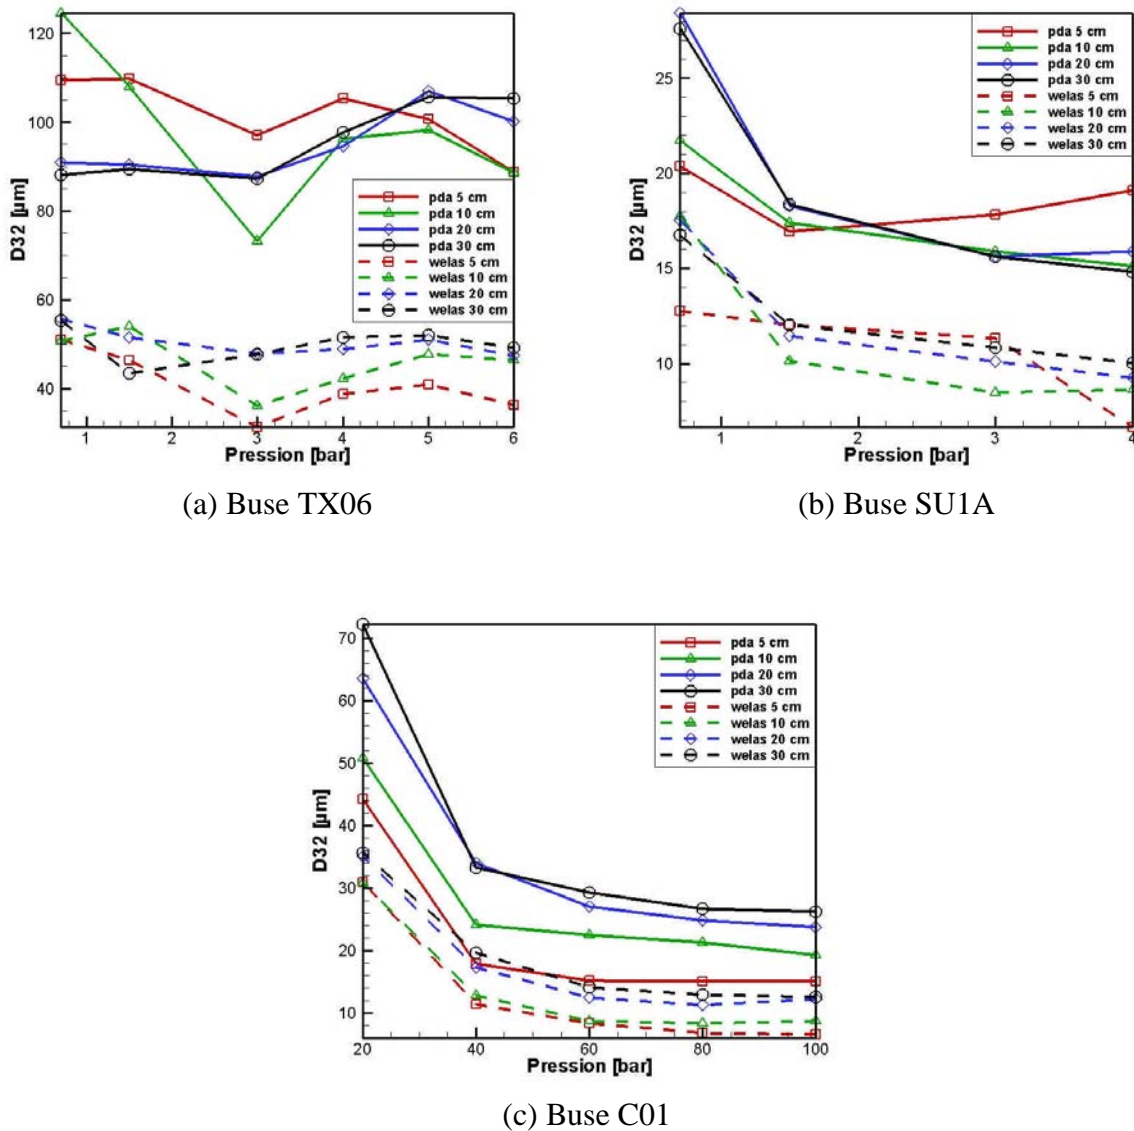 120
100
80
60
40
D32 [µm]
pda 5 cm
pda 10 cm
pda 20 cm
pda 30 cm
welas 5 cm
welas 10 cm
welas 20 cm
welas 30 cm
1 2 3 4 5 6
Pression [bar]
(a) Buse TX06
25
20
15
10
D32 [µm]
pda 5 cm
pda 10 cm
pda 20 cm
pda 30 cm
welas 5 cm
welas 10 cm
welas 20 cm
welas 30 cm
1 2 3 4
Pression [bar]
(b) Buse SU1A
70
60
50
40
30
20
10
D32 [µm]
pda 5 cm
pda 10 cm
pda 20 cm
pda 30 cm
welas 5 cm
welas 10 cm
welas 20 cm
welas 30 cm
20 40 60 80 100
Pression [bar]
(c) Buse C01